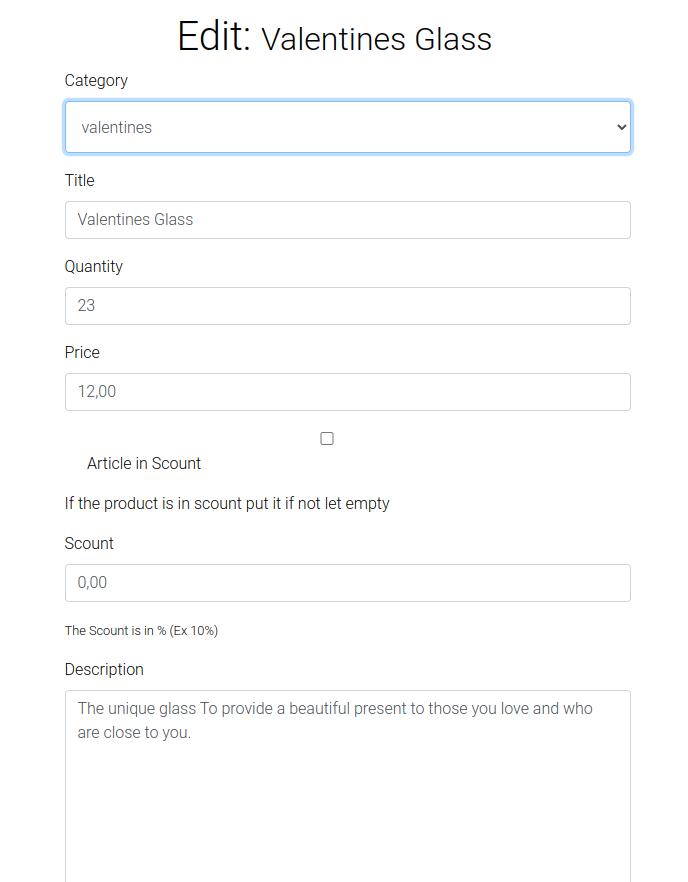 Edit: Valentines Glass
Category
valentines
Title
Valentines Glass
Quantity
23
Price
12,00
Article in Scount
If the product is in scount put it if not let empty
Scount
0,00
The Scount is in % (Ex 10%)
Description
The unique glass To provide a beautiful present to those you love and who
are close to you.